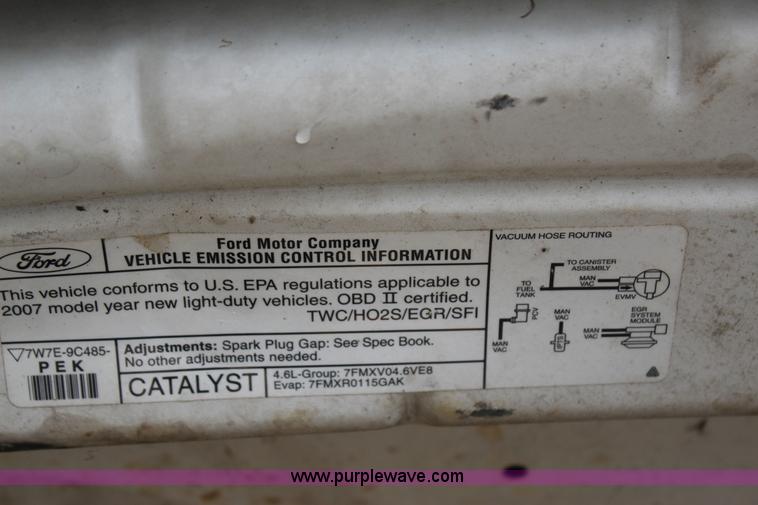 Ford
Ford Motor Company
VEHICLE EMISSION CONTROL INFORMATION
This vehicle conforms to U.S. EPA regulations applicable to
2007 model year new light-duty vehicles. OBD II certified.
TWC/HO2S/EGR/SFI
7W7E-9C485-
PEK
Adjustments: Spark Plug Gap: See Spec Book.
No other adjustments needed.
CATALYST
4.6L-Group: 7FMXV04.6VE8
Evap: 7FMXR0115GAK
VACUUM HOSE ROUTING
TO CANISTER
ASSEMBLY
MAN
VAC
TO FUEL
TANK
EVMV
PCV
MAN
VAC
MAN
VAC
IPTS
MAN
VAC
EGR
SYSTEM
MODULE
www.purplewave.com